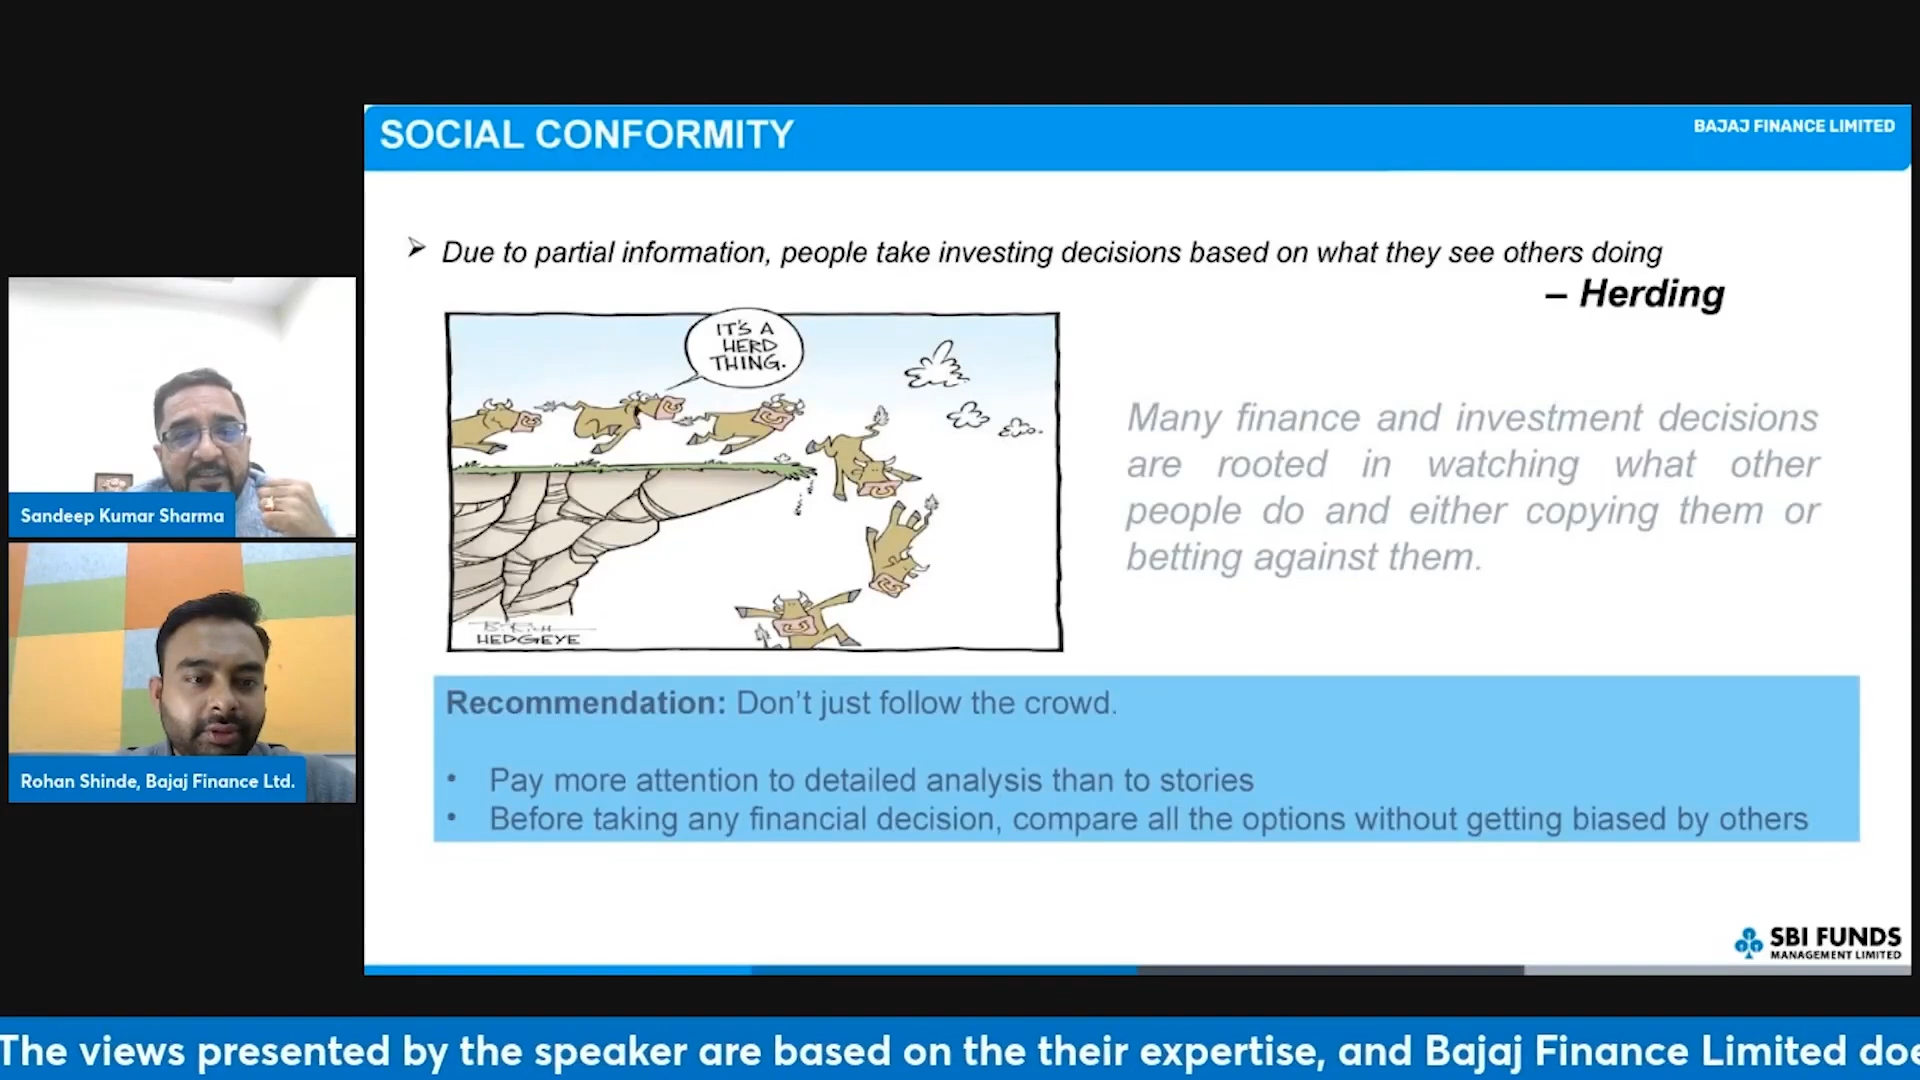 SOCIAL CONFORMITY
BAJAJ FINANCE LIMITED
➢ Due to partial information, people take investing decisions based on what they see others doing
– Herding
IT'S A
HERD
THING.
HEDGEYE
Many finance and investment decisions
are rooted in watching what other
people do and either copying them or
betting against them.
Recommendation: Don't just follow the crowd.
• Pay more attention to detailed analysis than to stories
• Before taking any financial decision, compare all the options without getting biased by others
SBI FUNDS
MANAGEMENT LIMITED
Sandeep Kumar Sharma
Rohan Shinde, Bajaj Finance Ltd.
The views presented by the speaker are based on the their expertise, and Bajaj Finance Limited doe